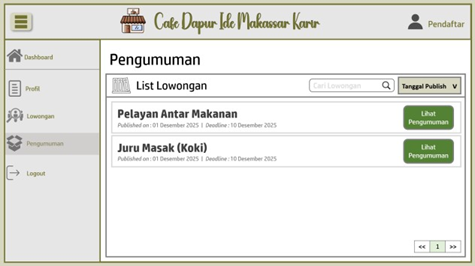 Cafe Dapur Ide Makassar Karir
Pendaftar
Dashboard
Profil
Lowongan
Pengumuman
Logout
Pengumuman
List Lowongan
Cari Lowongan
Tanggal Publish V
Pelayan Antar Makanan
Published on : 01 Desember 2025 | Deadline : 10 Desember 2025
Lihat
Pengumuman
Juru Masak (Koki)
Published on : 01 Desember 2025 | Deadline : 10 Desember 2025
Lihat
Pengumuman
<< 1 >>